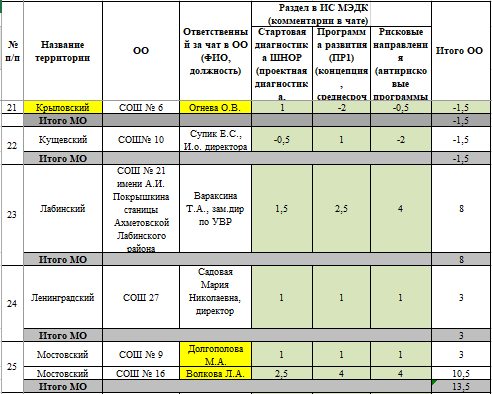 № п/п
Название территории
ОО
Ответственны
й за чат в ОО
(ФИО,
должность)
Раздел в ИС МЭДК
(комментарии в чате)
Стартовая
диагностик
а ШНОР
(проектная
диагностик
а,
Программ
а развития
(ПР1)
(концепция
, среднесроч
Рисковые
направлени
я
(антириско
вые
программы
Итого ОО
21 Крыловский СОШ № 6 Огнева О.В. 1 -2 -0,5 -1,5
Итого МО -1,5
22 Кущевский СОШ№ 10 Супик Е.С.,
И.о. директора -0,5 1 -2 -1,5
Итого МО -1,5
23 Лабинский
СОШ № 21
имени А.И.
Покрышкина
станицы
Ахметовской
Лабинского
района
Вараксина
Т.А., зам.дир
по УВР
1,5 2,5 4 8
Итого МО 8
24 Ленинградский СОШ 27
Садовая
Мария
Николаевна,
директор
1 1 1 3
Итого МО 3
25 Мостовский СОШ № 9 Долгополова
М.А. 1 1 1 3
Мостовский СОШ № 16 Волкова Л.А. 2,5 4 4 10,5
Итого МО 13,5